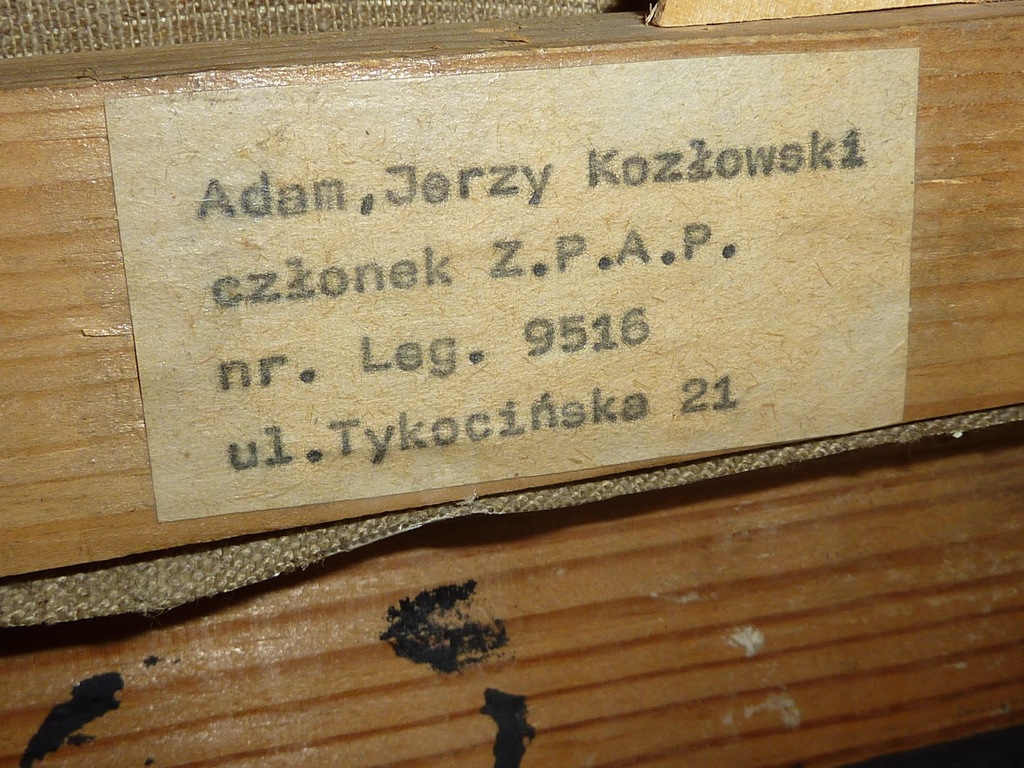 Adam,Jerzy Kozłowski
członek Z.P.A.P.
nr. Leg. 9516
ul.Tykocińska 21